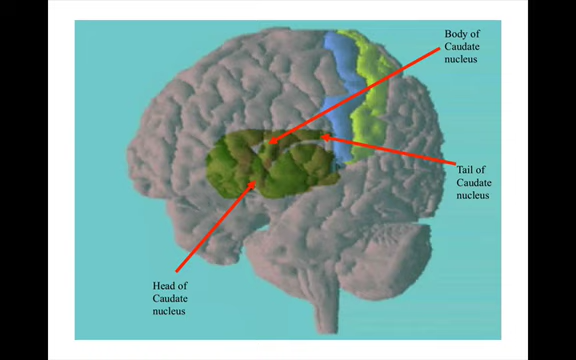 Body of
Caudate
nucleus
Tail of
Caudate
nucleus
Head of
Caudate
nucleus